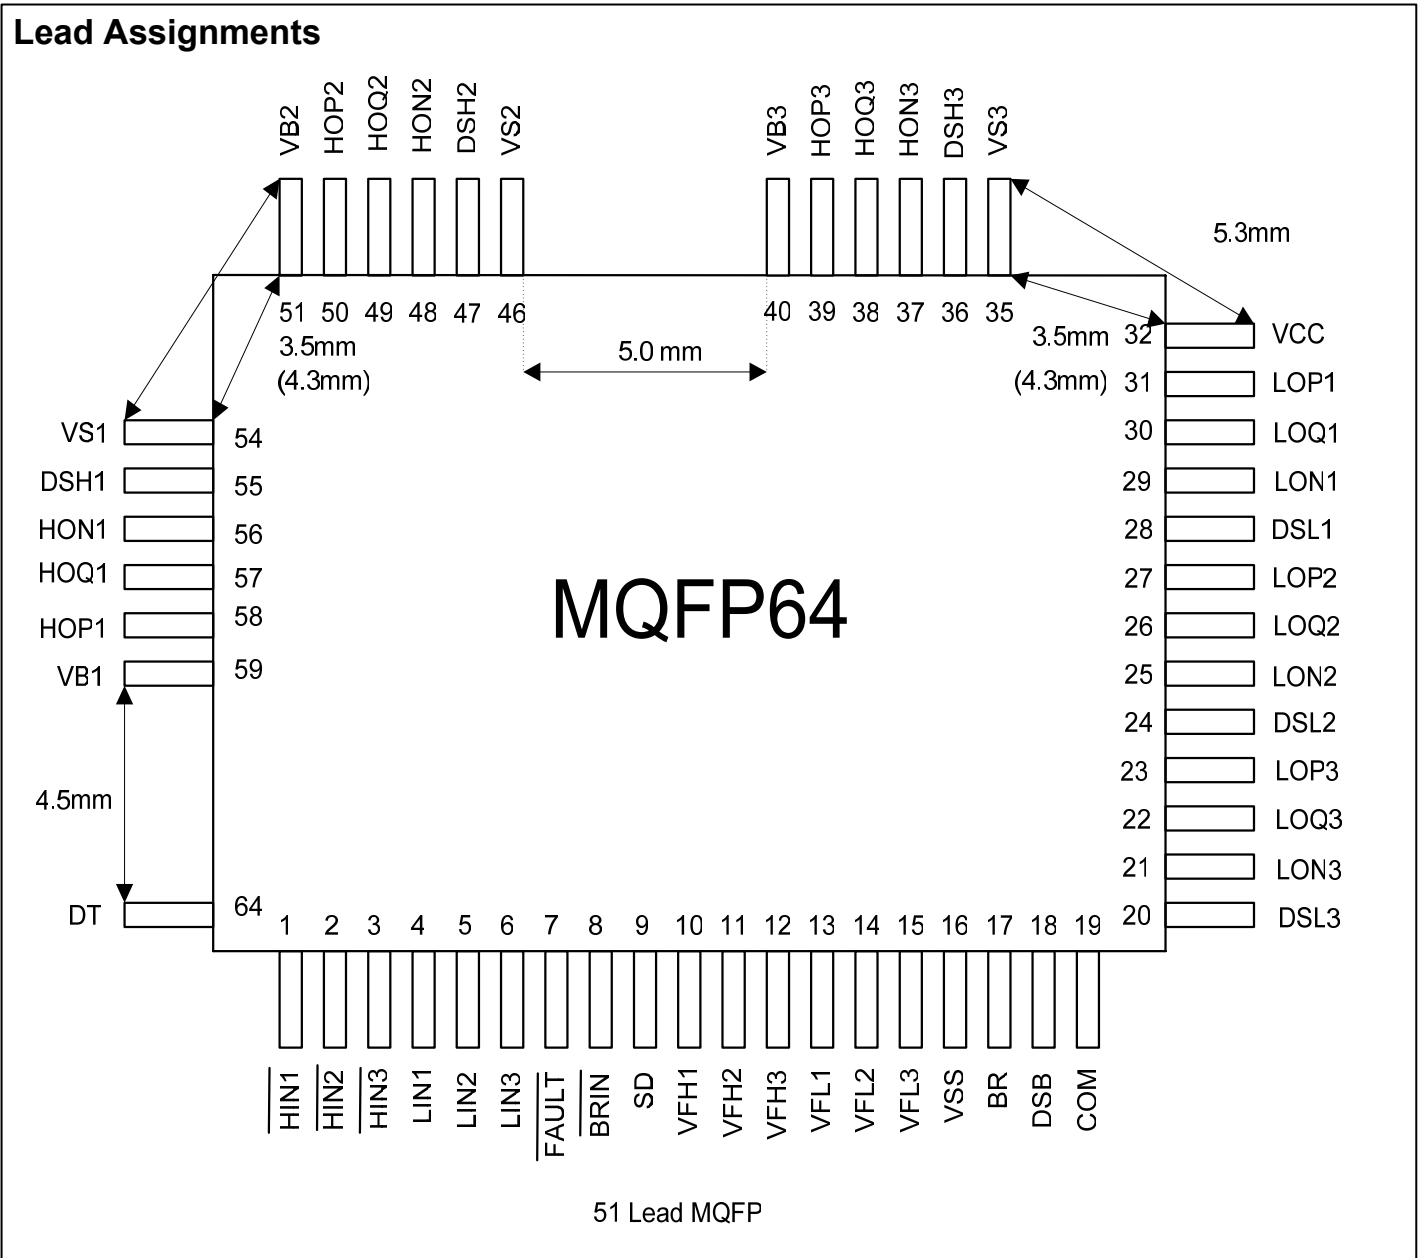 Lead Assignments
VB2 HOP2 HOQ2 HON2 DSH2 VS2 VB3 HOP3 HOQ3 HON3 DSH3 VS3
5.3mm
51 50 49 48 47 46 40 39 38 37 36 35
3.5mm
(4.3mm)
5.0 mm
3.5mm
(4.3mm)
32 VCC
31 LOP1
30 LOQ1
29 LON1
28 DSL1
27 LOP2
26 LOQ2
25 LON2
24 DSL2
23 LOP3
22 LOQ3
21 LON3
20 DSL3
VS1 54
DSH1 55
HON1 56
HOQ1 57
HOP1 58
VB1 59
4.5mm
DT 64
MQFP64
1 2 3 4 5 6 7 8 9 10 11 12 13 14 15 16 17 18 19
HIN1 HIN2 HIN3 LIN1 LIN2 LIN3 FAULT BRIN SD VFH1 VFH2 VFH3 VFL1 VFL2 VFL3 VSS BR DSB COM
51 Lead MQFP